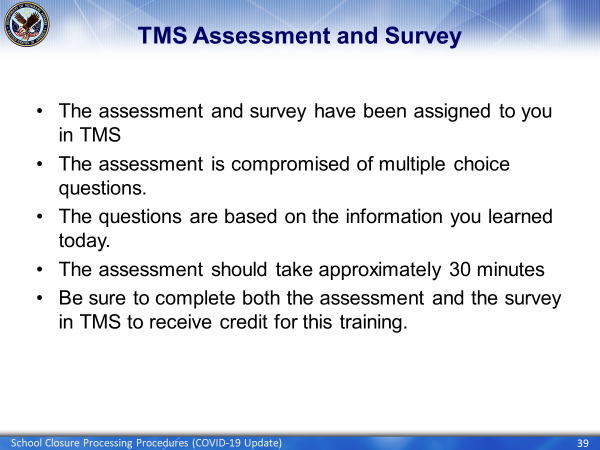 TMS Assessment and Survey
• The assessment and survey have been assigned to you
in TMS
• The assessment is compromised of multiple choice
questions.
• The questions are based on the information you learned
today.
• The assessment should take approximately 30 minutes
• Be sure to complete both the assessment and the survey
in TMS to receive credit for this training.
School Closure Processing Procedures (COVID-19 Update)
39